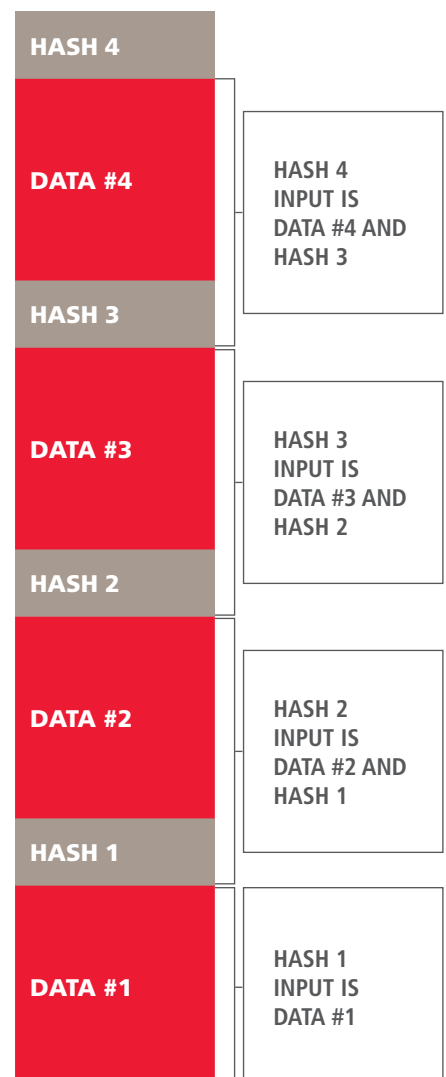 HASH 4
DATA #4
HASH 4
INPUT IS
DATA #4 AND
HASH 3
HASH 3
DATA #3
HASH 3
INPUT IS
DATA #3 AND
HASH 2
HASH 2
DATA #2
HASH 2
INPUT IS
DATA #2 AND
HASH 1
HASH 1
DATA #1
HASH 1
INPUT IS
DATA #1